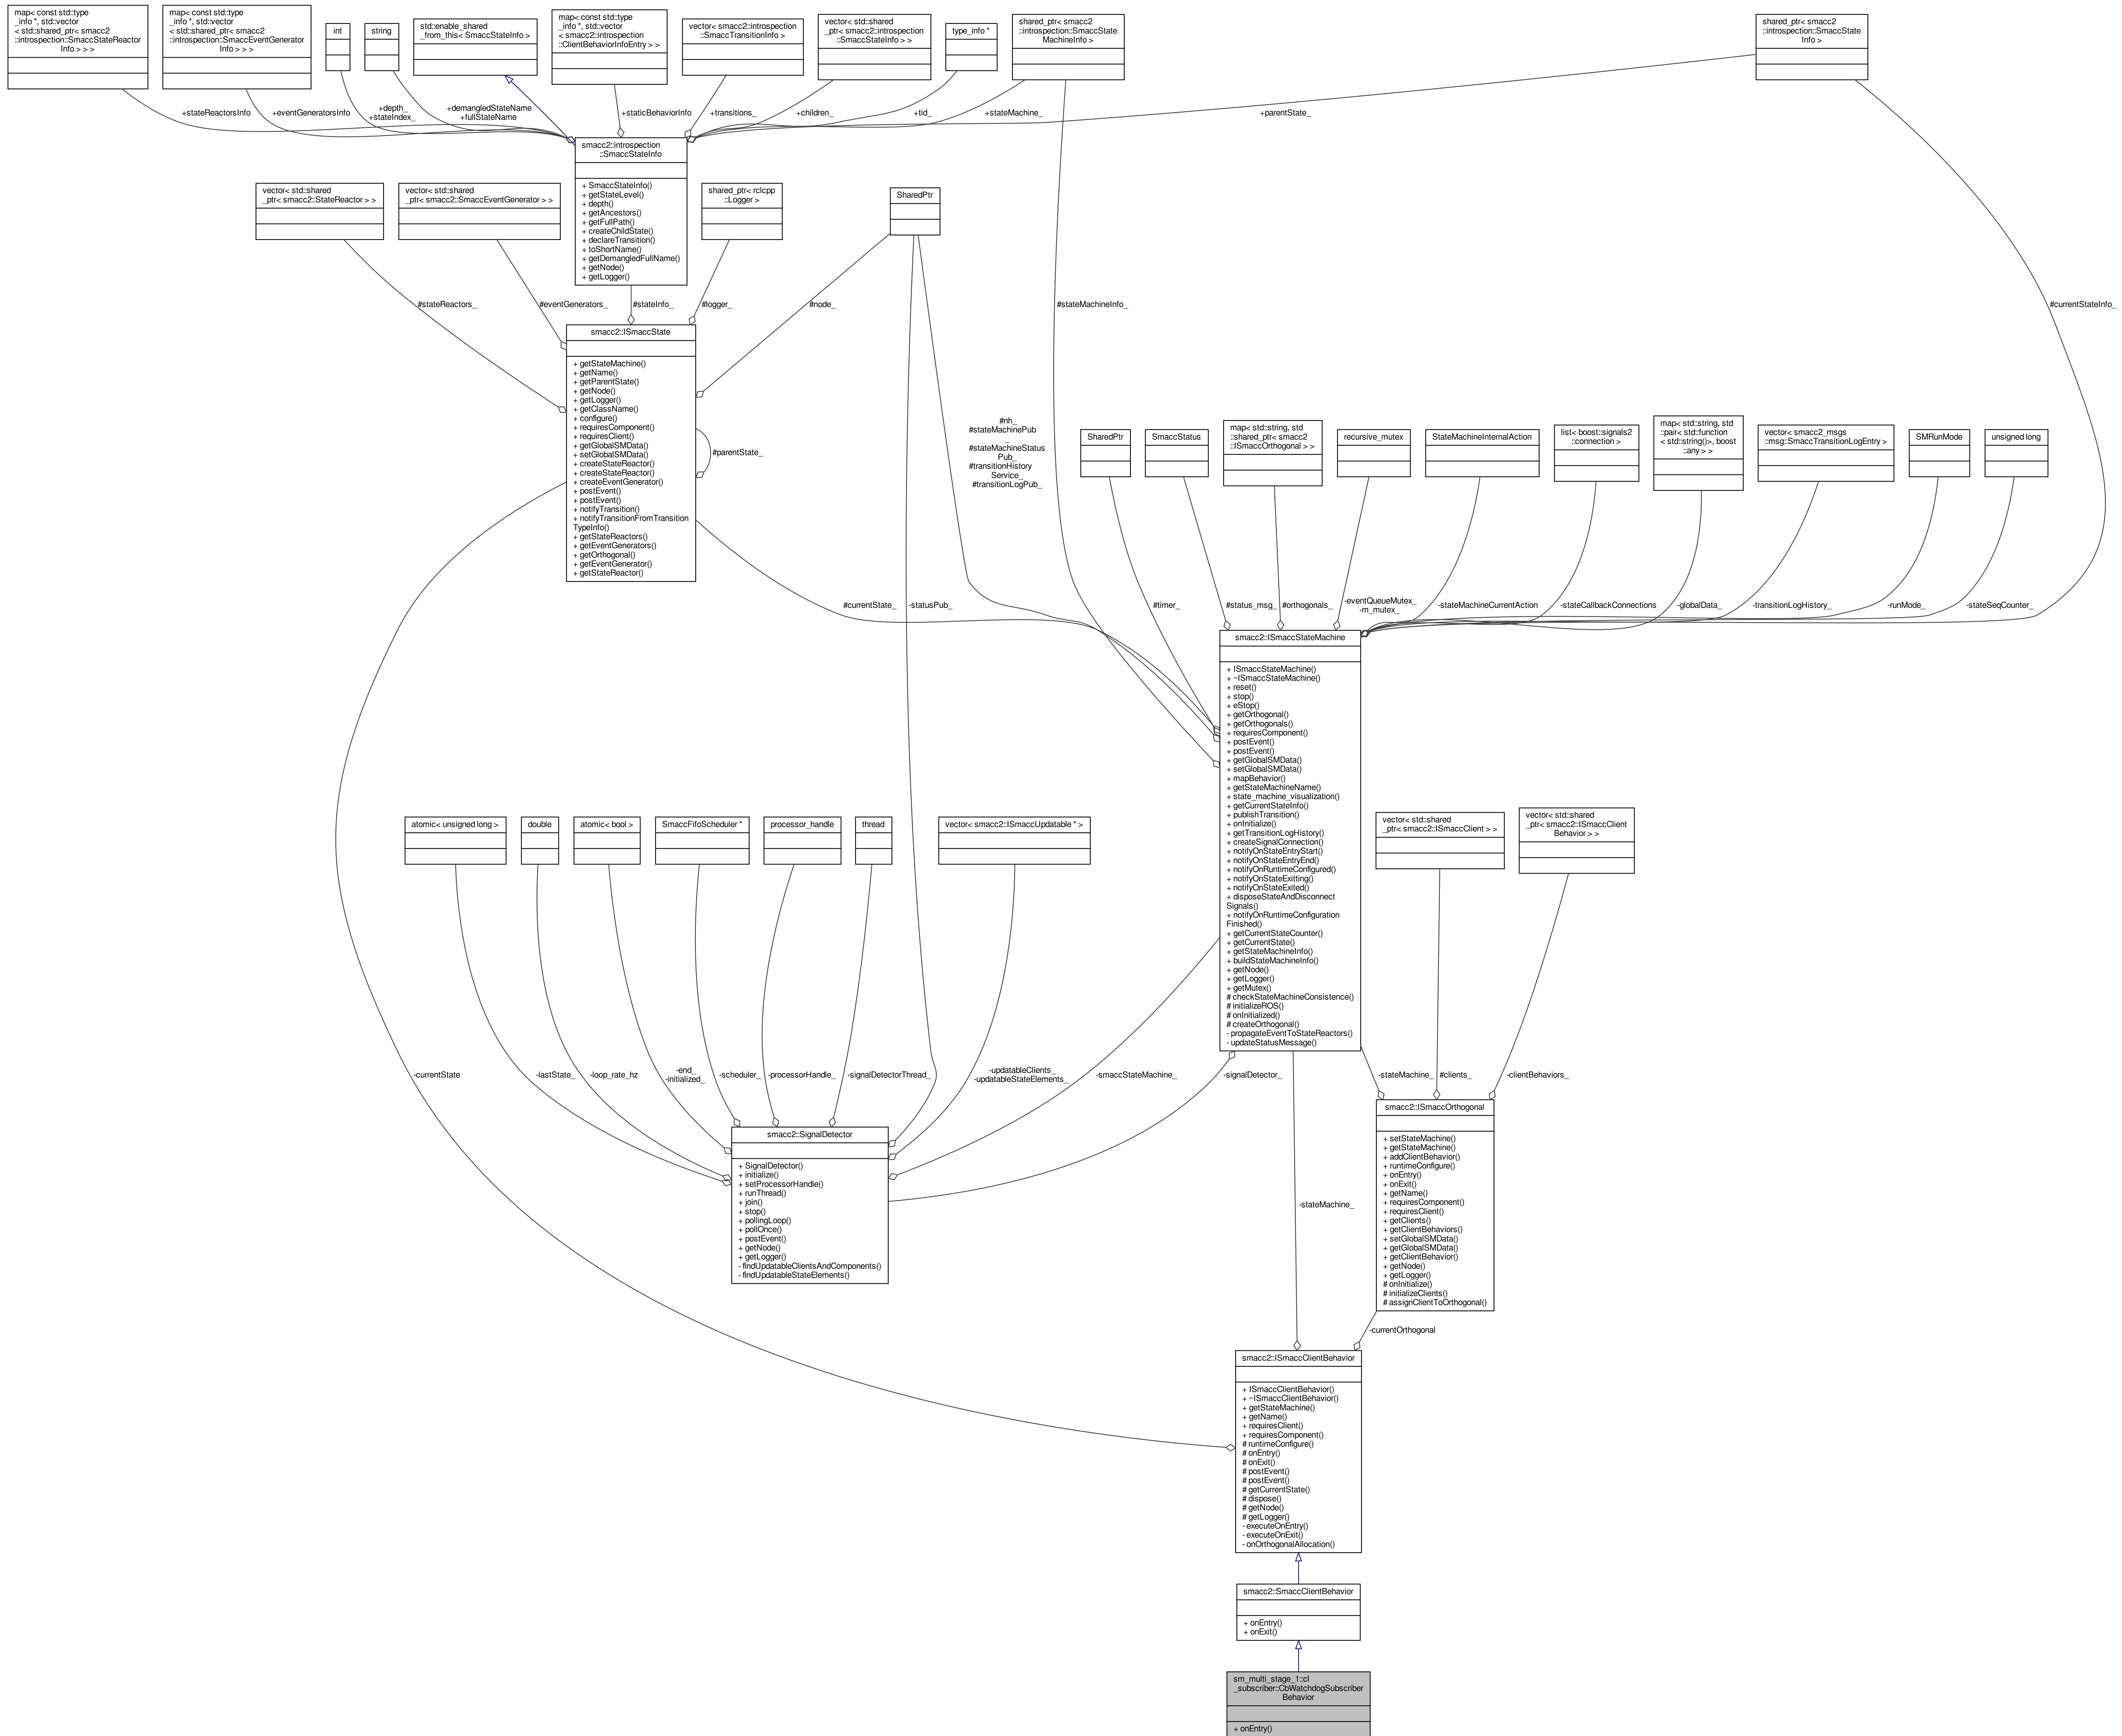 map< const std::type
_info *, std::vector
< std::shared_ptr< smacc2
::introspection::SmaccStateReactor
Info > > >
map< const std::type
_info *, std::vector
< std::shared_ptr< smacc2
::introspection::SmaccEventGenerator
Info > > >
int
string
std::enable_shared
_from_this< SmaccStateInfo >
map< const std::type
_info *, std::vector
< smacc2::introspection
::ClientBehaviorInfoEntry > >
vector< smacc2::introspection
::SmaccTransitionInfo >
vector< std::shared
_ptr< smacc2::introspection
::SmaccStateInfo > >
type_info *
shared_ptr< smacc2
::introspection::SmaccState
MachineInfo >
shared_ptr< smacc2
::introspection::SmaccState
Info >
+stateReactorsInfo
+eventGeneratorsInfo
+depth_
+stateIndex_
+demangledStateName
+fullStateName
+staticBehaviorInfo
+transitions_
+children_
+tid_
+stateMachine_
+parentState_
smacc2::introspection
::SmaccStateInfo
+ SmaccStateInfo()
+ getStateLevel()
+ depth()
+ getAncestors()
+ getFullPath()
+ createChildState()
+ declareTransition()
+ toShortName()
+ getDemangledFullName()
+ getNode()
+ getLogger()
vector< std::shared
_ptr< smacc2::StateReactor > >
vector< std::shared
_ptr< smacc2::SmaccEventGenerator > >
shared_ptr< rclcpp
::Logger >
SharedPtr
#stateReactors_
#eventGenerators_
#stateInfo_
#logger_
#node_
#stateMachineInfo_
#currentStateInfo_
smacc2::ISmaccState
+ getStateMachine()
+ getName()
+ getParentState()
+ getNode()
+ getLogger()
+ getClassName()
+ configure()
+ requiresComponent()
+ requiresClient()
+ getGlobalSMData()
+ setGlobalSMData()
+ createStateReactor()
+ createStateReactor()
+ createEventGenerator()
+ postEvent()
+ postEvent()
+ notifyTransition()
+ notifyTransitionFromTransition
TypeInfo()
+ getStateReactors()
+ getEventGenerators()
+ getOrthogonal()
+ getEventGenerator()
+ getStateReactor()
#parentState_
#nh_
#stateMachinePub
_
#stateMachineStatus
Pub_
#transitionHistory
Service_
#transitionLogPub_
SharedPtr
SmaccStatus
map< std::string, std
::shared_ptr< smacc2
::ISmaccOrthogonal > >
recursive_mutex
StateMachineInternalAction
list< boost::signals2
::connection >
map< std::string, std
::pair< std::function
< std::string()>, boost
::any > >
vector< smacc2_msgs
::msg::SmaccTransitionLogEntry >
SMRunMode
unsigned long
#currentState_
-statusPub_
#timer_
#status_msg_
#orthogonals_
-eventQueueMutex_
-m_mutex_
-stateMachineCurrentAction
-stateCallbackConnections
-globalData_
-transitionLogHistory_
-runMode_
-stateSeqCounter_
smacc2::ISmaccStateMachine
+ ISmaccStateMachine()
+ ~ISmaccStateMachine()
+ reset()
+ stop()
+ eStop()
+ getOrthogonal()
+ getOrthogonals()
+ requiresComponent()
+ postEvent()
+ postEvent()
+ getGlobalSMData()
+ setGlobalSMData()
+ mapBehavior()
+ getStateMachineName()
+ state_machine_visualization()
+ getCurrentStateInfo()
+ publishTransition()
+ onInitialize()
+ getTransitionLogHistory()
+ createSignalConnection()
+ notifyOnStateEntryStart()
+ notifyOnStateEntryEnd()
+ notifyOnRuntimeConfigured()
+ notifyOnStateExitting()
+ notifyOnStateExited()
+ disposeStateAndDisconnect
Signals()
+ notifyOnRuntimeConfiguration
Finished()
+ getCurrentStateCounter()
+ getCurrentState()
+ getStateMachineInfo()
+ buildStateMachineInfo()
+ getNode()
+ getLogger()
+ getMutex()
# checkStateMachineConsistence()
# initializeROS()
# onInitialized()
# createOrthogonal()
- propagateEventToStateReactors()
- updateStatusMessage()
atomic< unsigned long >
double
atomic< bool >
SmaccFifoScheduler *
processor_handle
thread
vector< smacc2::ISmaccUpdatable * >
vector< std::shared
_ptr< smacc2::ISmaccClient > >
vector< std::shared
_ptr< smacc2::ISmaccClient
Behavior > >
-currentState
-lastState_
-loop_rate_hz
-end_
-initialized_
-scheduler_
-processorHandle_
-signalDetectorThread_
-updatableClients_
-updatableStateElements_
-smaccStateMachine_
-signalDetector_
-stateMachine_
#clients_
-clientBehaviors_
smacc2::SignalDetector
+ SignalDetector()
+ initialize()
+ setProcessorHandle()
+ runThread()
+ join()
+ stop()
+ pollingLoop()
+ pollOnce()
+ postEvent()
+ getNode()
+ getLogger()
- findUpdatableClientsAndComponents()
- findUpdatableStateElements()
smacc2::ISmaccOrthogonal
+ setStateMachine()
+ getStateMachine()
+ addClientBehavior()
+ runtimeConfigure()
+ onEntry()
+ onExit()
+ getName()
+ requiresComponent()
+ requiresClient()
+ getClients()
+ getClientBehaviors()
+ setGlobalSMData()
+ getGlobalSMData()
+ getClientBehavior()
+ getNode()
+ getLogger()
# onInitialize()
# initializeClients()
# assignClientToOrthogonal()
-stateMachine_
-currentOrthogonal
smacc2::ISmaccClientBehavior
+ ISmaccClientBehavior()
+ ~ISmaccClientBehavior()
+ getStateMachine()
+ getName()
+ requiresClient()
+ requiresComponent()
# runtimeConfigure()
# onEntry()
# onExit()
# postEvent()
# postEvent()
# getCurrentState()
# dispose()
# getNode()
# getLogger()
- executeOnEntry()
- executeOnExit()
- onOrthogonalAllocation()
smacc2::SmaccClientBehavior
+ onEntry()
+ onExit()
sm_multi_stage_1::cl
_subscriber::CbWatchdogSubscriber
Behavior
+ onEntry()